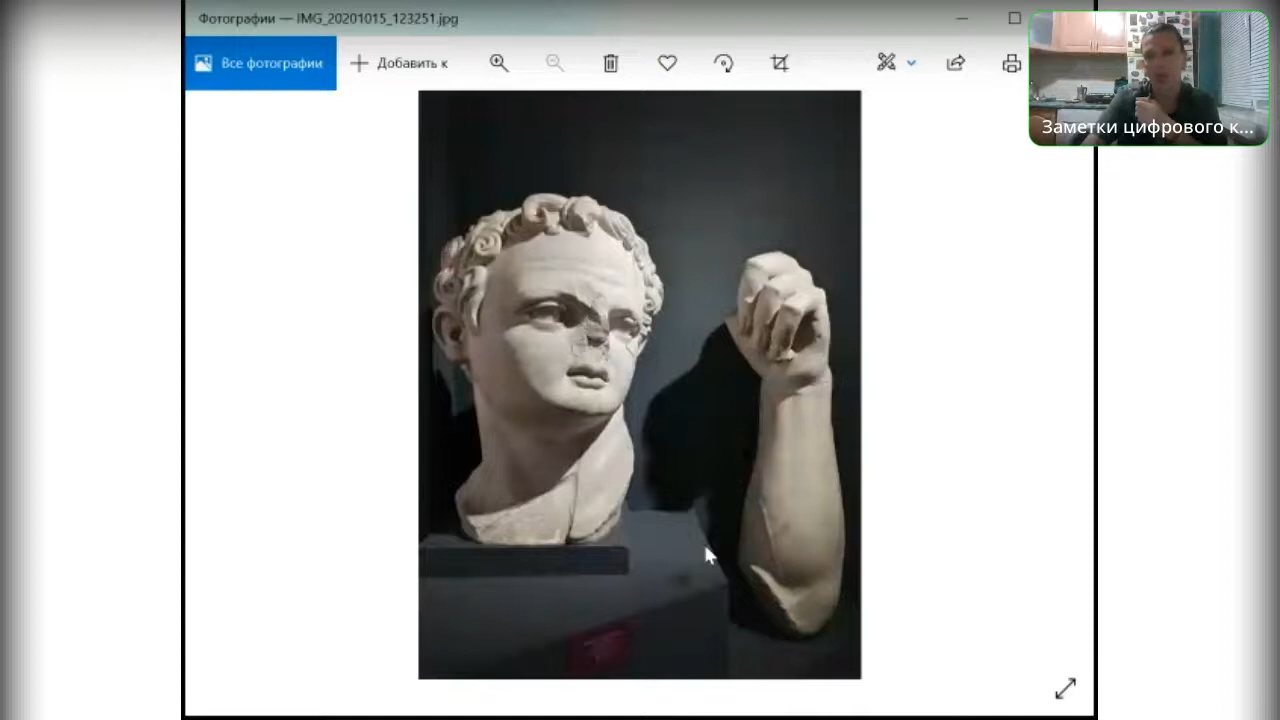 Фотографии — IMG_20201015_123251.jpg
Все фотографии
Добавить к
Заметки цифрового к...